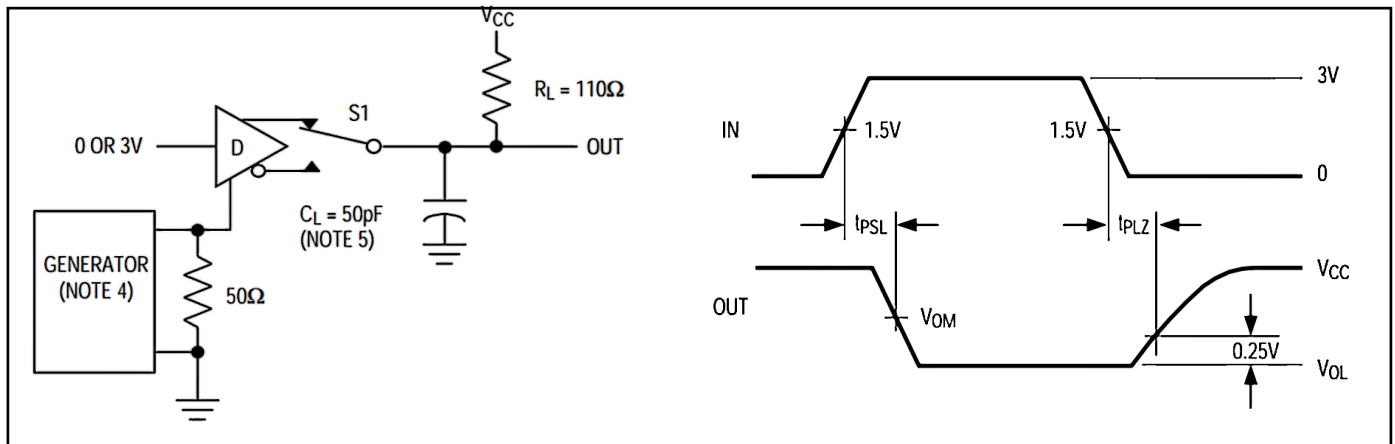 VCC
RL = 110Ω
S1
0 OR 3V
D
OUT
CL = 50pF
(NOTE 5)
GENERATOR
(NOTE 4)
50Ω
3V
IN
1.5V
1.5V
0
tPSL
tPLZ
VCC
OUT
VOM
0.25V
VOL